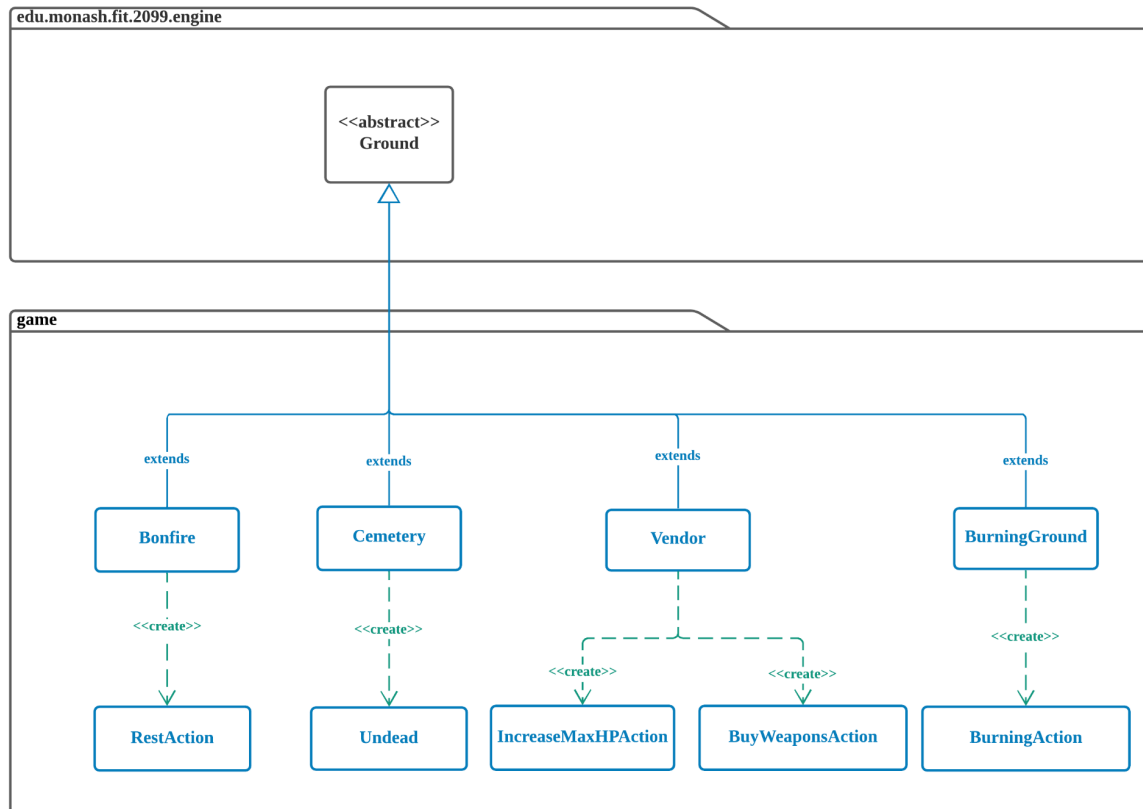 edu.monash.fit.2099.engine
<<abstract>>
Ground
game
extends
extends
extends
extends
Bonfire
Cemetery
Vendor
BurningGround
<<create>>
<<create>>
<<create>>
<<create>>
<<create>>
RestAction
Undead
IncreaseMaxHPAction
BuyWeaponsAction
BurningAction